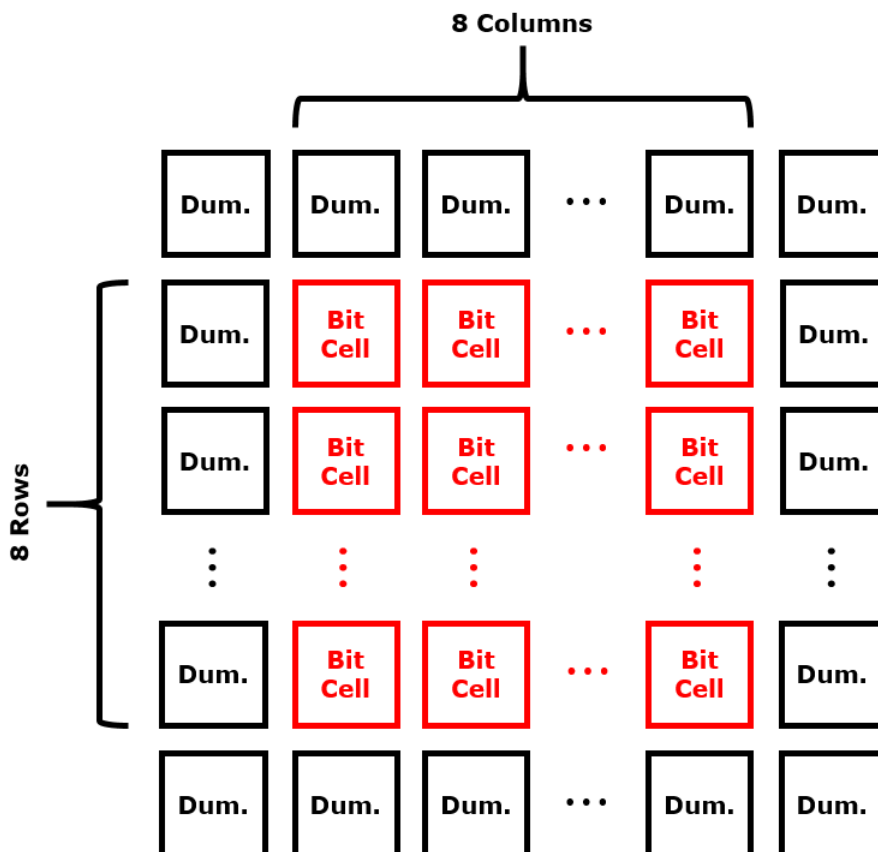 8 Columns
Dum. Dum. Dum. ... Dum. Dum.
Dum. Bit Cell Bit Cell ... Bit Cell Dum.
Dum. Bit Cell Bit Cell ... Bit Cell Dum.
8 Rows
Dum. Bit Cell Bit Cell ... Bit Cell Dum.
Dum. Dum. Dum. ... Dum. Dum.